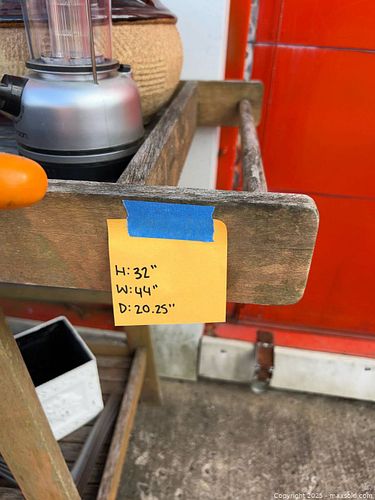 H: 32"
W: 44"
D: 20.25"
Copyright 2025 - maxsold.com